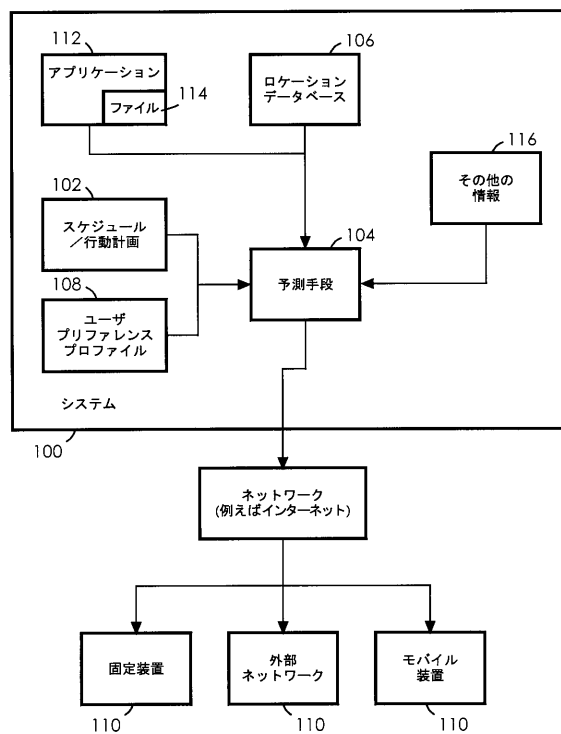 112
アプリケーション
114
ファイル
106
ロケーション
データベース
116
その他の
情報
102
スケジュール
／行動計画
104
予測手段
108
ユーザ
プリファレンス
プロファイル
システム
100
ネットワーク
(例えばインターネット)
固定装置
110
外部
ネットワーク
110
モバイル
装置
110